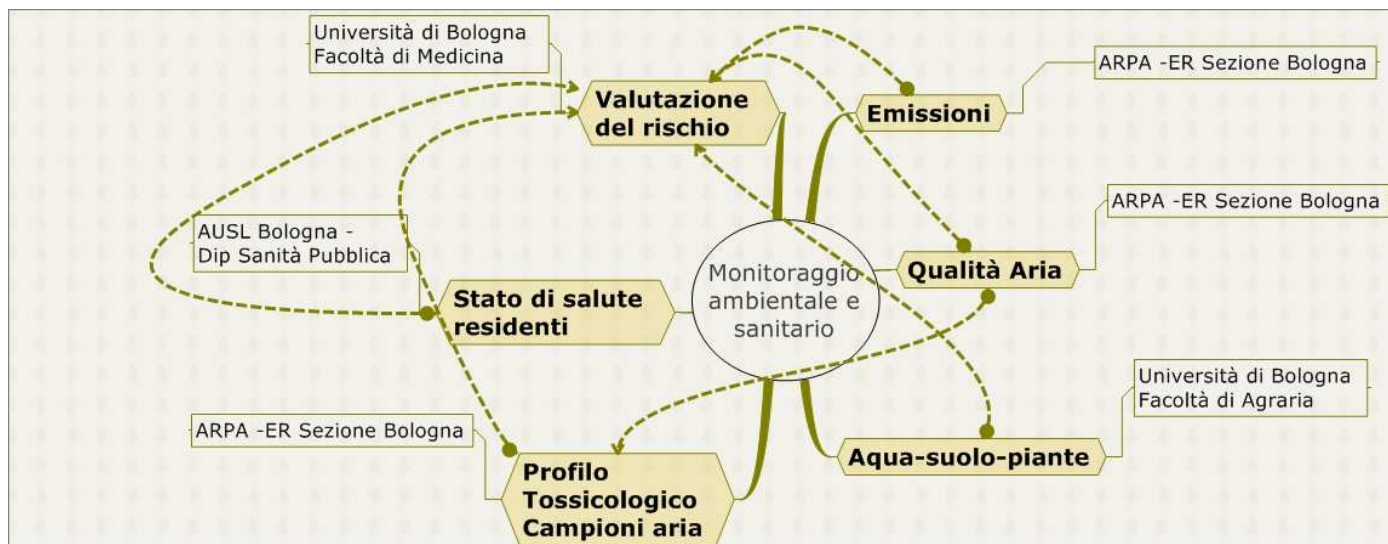 Università di Bologna
Facoltà di Medicina
Valutazione
del rischio
Emissioni
ARPA -ER Sezione Bologna
ARPA -ER Sezione Bologna
Qualità Aria
AUSL Bologna -
Dip Sanità Pubblica
Stato di salute
residenti
Monitoraggio
ambientale e
sanitario
Università di Bologna
Facoltà di Agraria
Aqua-suolo-piante
ARPA -ER Sezione Bologna
Profilo
Tossicologico
Campioni aria